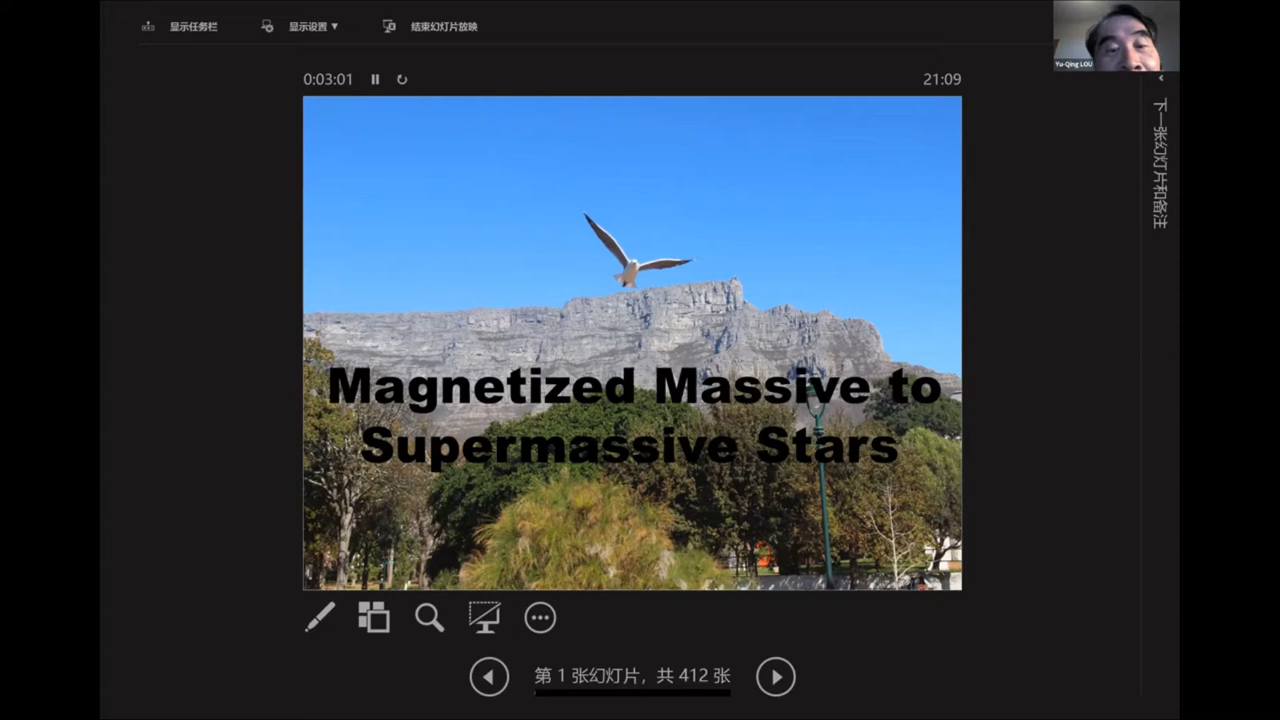 显示任务栏 显示设置 ▼ 结束幻灯片放映
Yu-Qing LOU
0:03:01 21:09
下一张幻灯片和备注
Magnetized Massive to
Supermassive Stars
第 1 张幻灯片，共 412 张